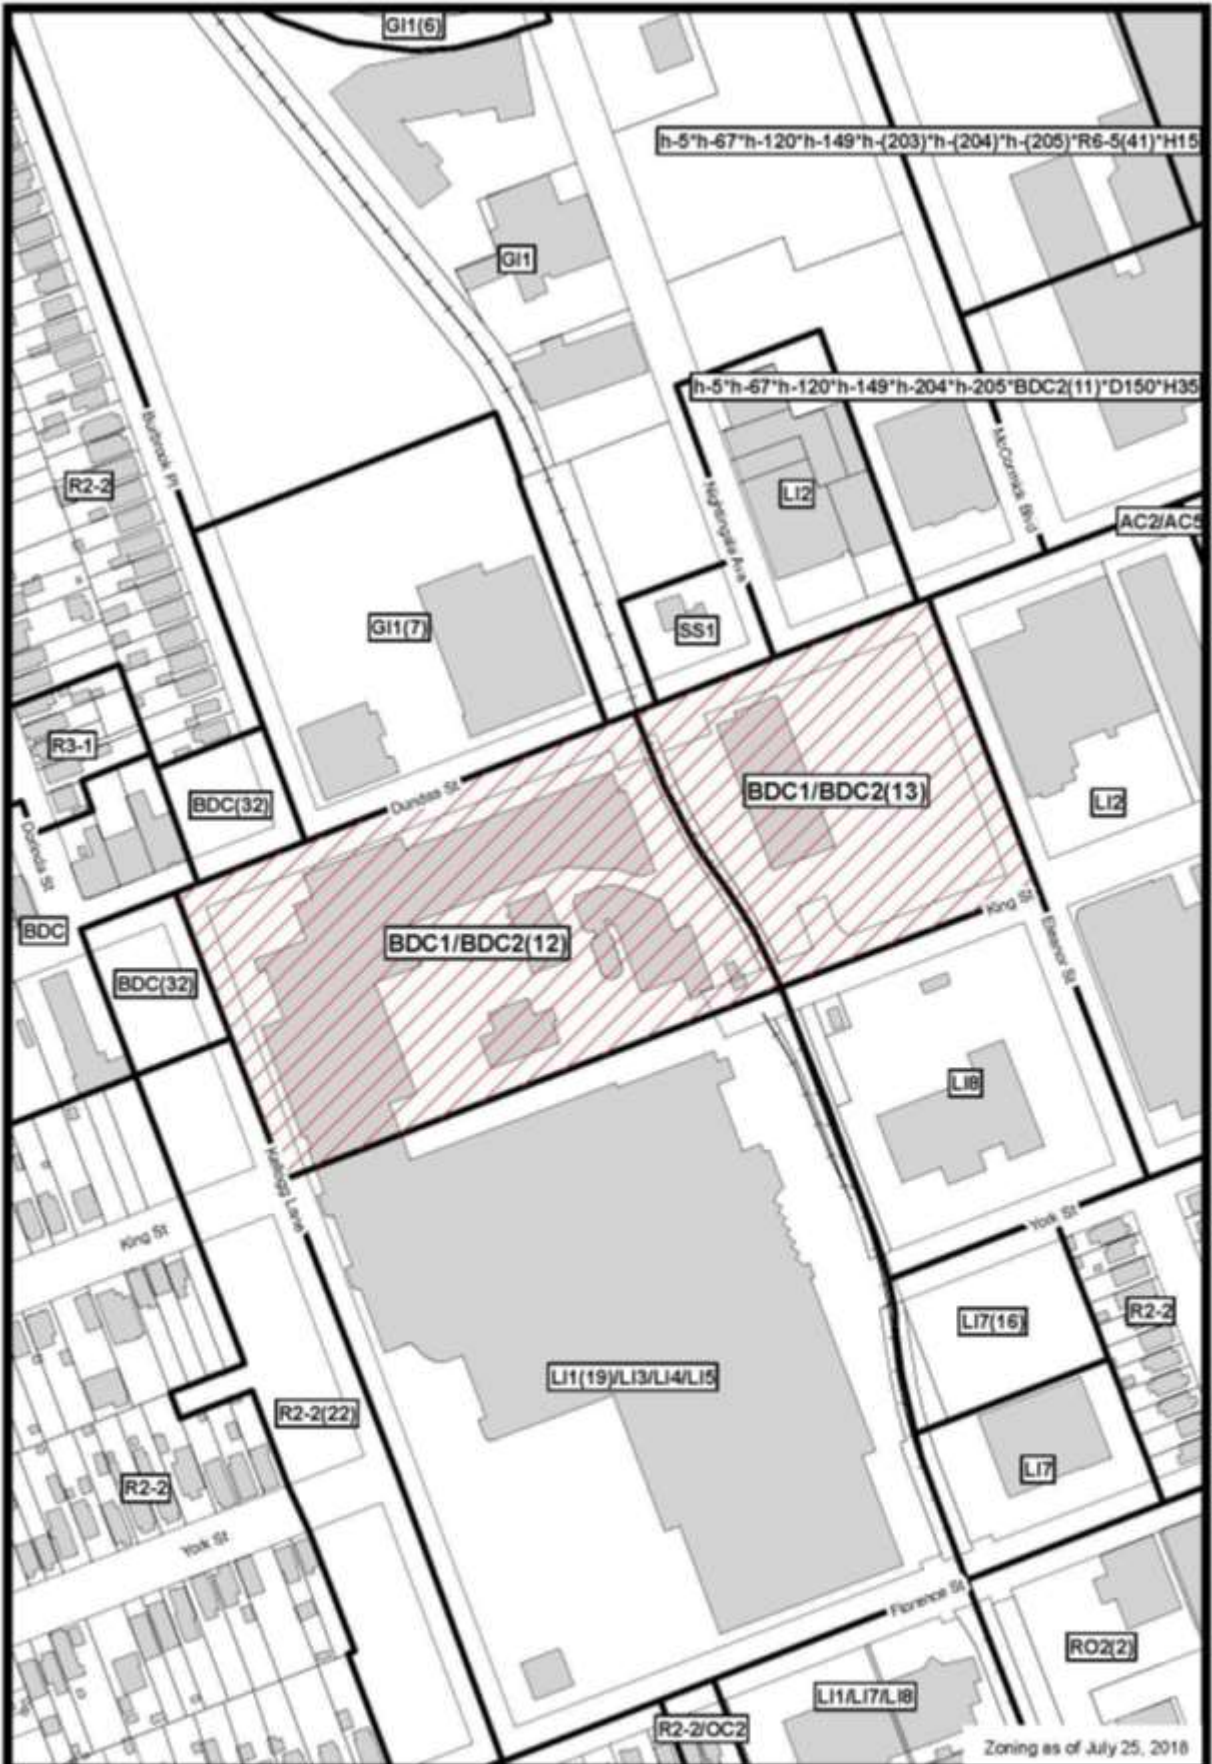 GI1(6)
h-5*h-67*h-120*h-149*h-(203)*h-(204)*h-(205)*R6-5(41)*H15
GI1
h-5*h-67*h-120*h-149*h-204*h-205*BDC2(11)*D150*H35
Burbrook Pl
McCormick Blvd
R2-2
Nightingale Ave
LI2
AC2/AC5
GI1(7)
SS1
R3-1
BDC(32)
Dundas St
BDC1/BDC2(13)
LI2
Dorinda St
BDC
King St
Eleanor St
BDC1/BDC2(12)
BDC(32)
LI8
Kellogg Lane
King St
York St
LI7(16)
R2-2
LI1(19)/LI3/LI4/LI5
R2-2(22)
R2-2
LI7
York St
Florence St
RO2(2)
LI1/LI7/LI8
R2-2/OC2
Zoning as of July 25, 2018